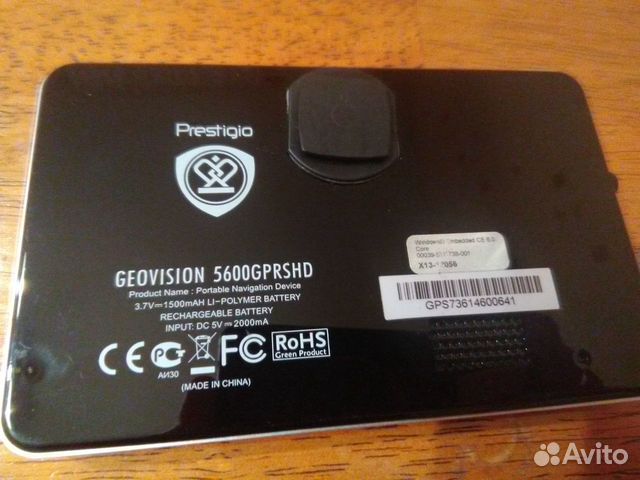 Prestigio
GEOVISION 5600GPRSHD
Product Name : Portable Navigation Device
3.7V⎓1500mAH LI-POLYMER BATTERY
RECHARGEABLE BATTERY
INPUT: DC 5V⎓2000mA
CE PG FC RoHS
Green Product
АИ30
(MADE IN CHINA)
Embedded CE 6.0
Core
GPS73614600641
Avito